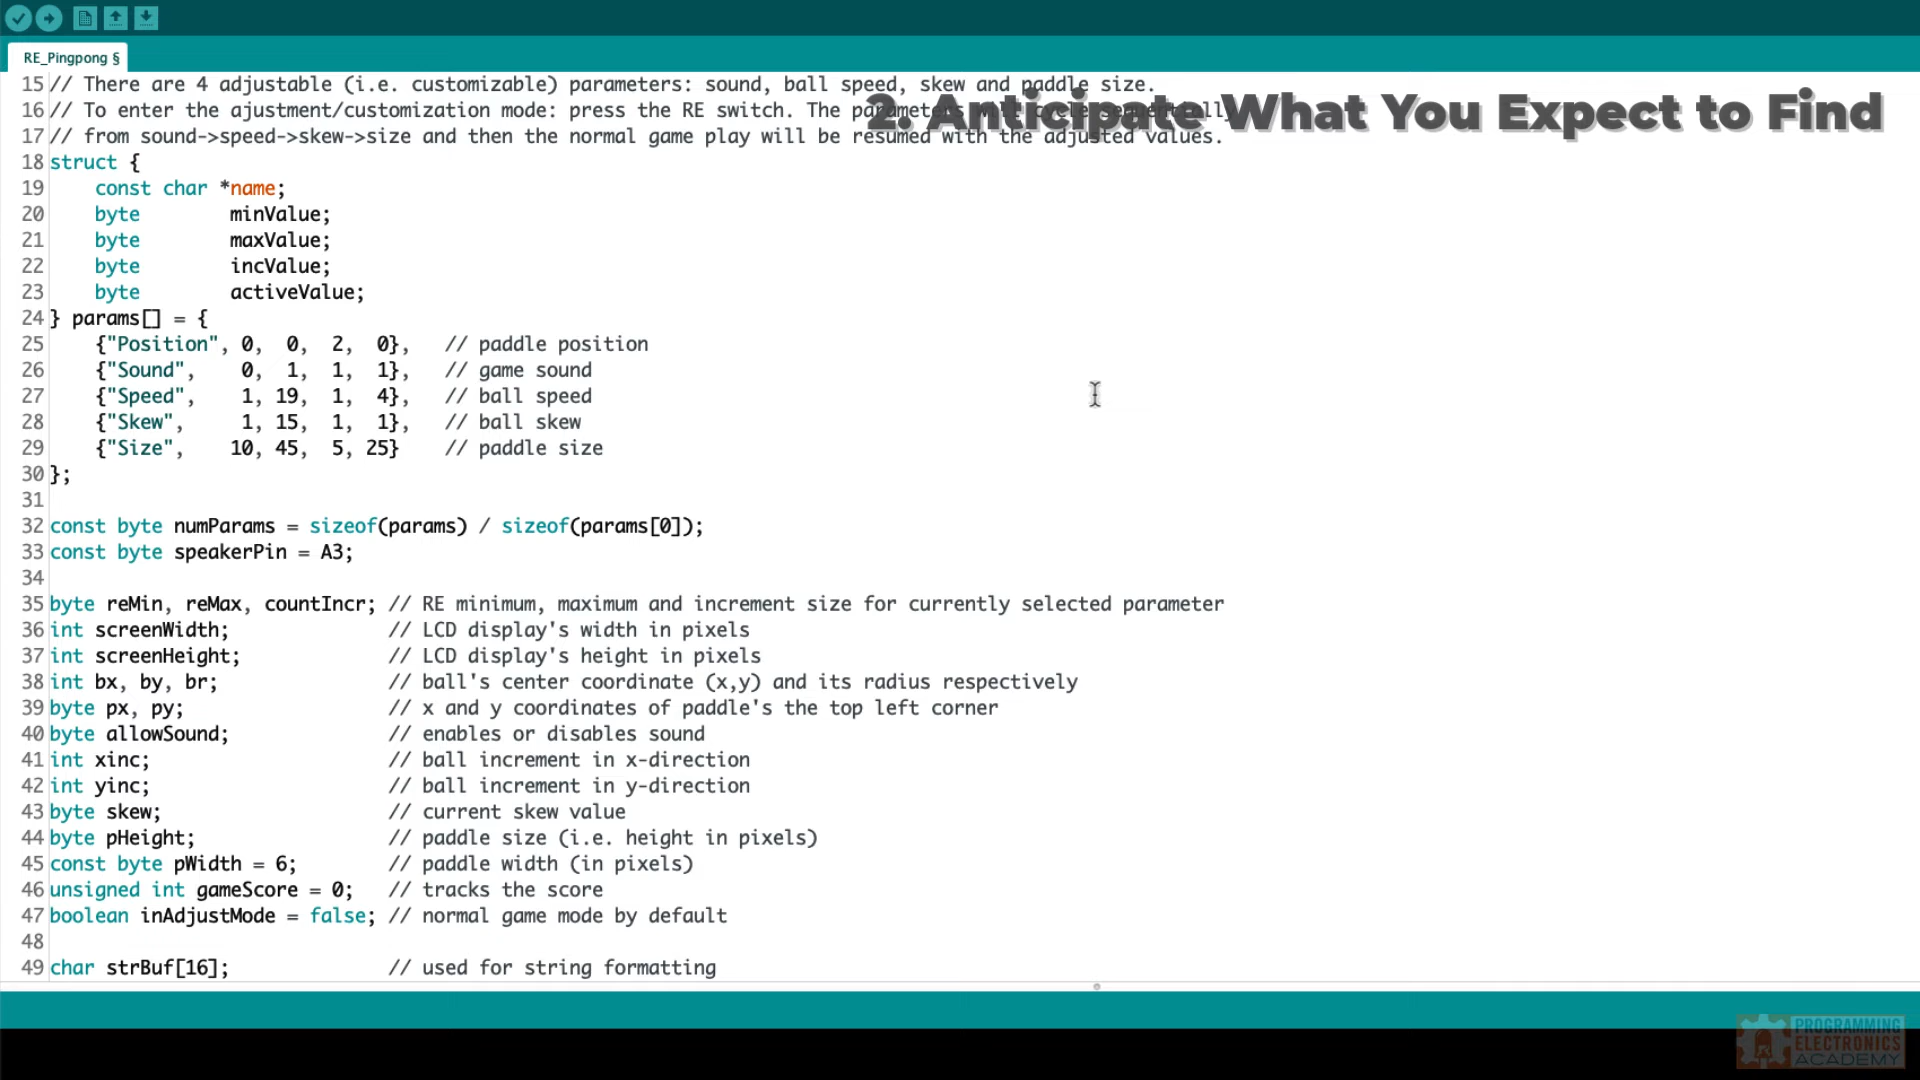 RE_Pingpong §
15 // There are 4 adjustable (i.e. customizable) parameters: sound, ball speed, skew and paddle size.
16 // To enter the ajustment/customization mode: press the RE switch. The parameters will cycle sequentially
2. Anticipate What You Expect to Find
17 // from sound->speed->skew->size and then the normal game play will be resumed with the adjusted values.
18 struct {
19     const char *name;
20     byte        minValue;
21     byte        maxValue;
22     byte        incValue;
23     byte        activeValue;
24 } params[] = {
25     {"Position", 0,  0,  2,  0},   // paddle position
26     {"Sound",    0,  1,  1,  1},   // game sound
27     {"Speed",    1, 19,  1,  4},   // ball speed
28     {"Skew",     1, 15,  1,  1},   // ball skew
29     {"Size",    10, 45,  5, 25}    // paddle size
30 };
31
32 const byte numParams = sizeof(params) / sizeof(params[0]);
33 const byte speakerPin = A3;
34
35 byte reMin, reMax, countIncr; // RE minimum, maximum and increment size for currently selected parameter
36 int screenWidth;              // LCD display's width in pixels
37 int screenHeight;             // LCD display's height in pixels
38 int bx, by, br;               // ball's center coordinate (x,y) and its radius respectively
39 byte px, py;                  // x and y coordinates of paddle's the top left corner
40 byte allowSound;              // enables or disables sound
41 int xinc;                     // ball increment in x-direction
42 int yinc;                     // ball increment in y-direction
43 byte skew;                    // current skew value
44 byte pHeight;                 // paddle size (i.e. height in pixels)
45 const byte pWidth = 6;        // paddle width (in pixels)
46 unsigned int gameScore = 0;   // tracks the score
47 boolean inAdjustMode = false; // normal game mode by default
48
49 char strBuf[16];              // used for string formatting
PROGRAMMING
ELECTRONICS
ACADEMY